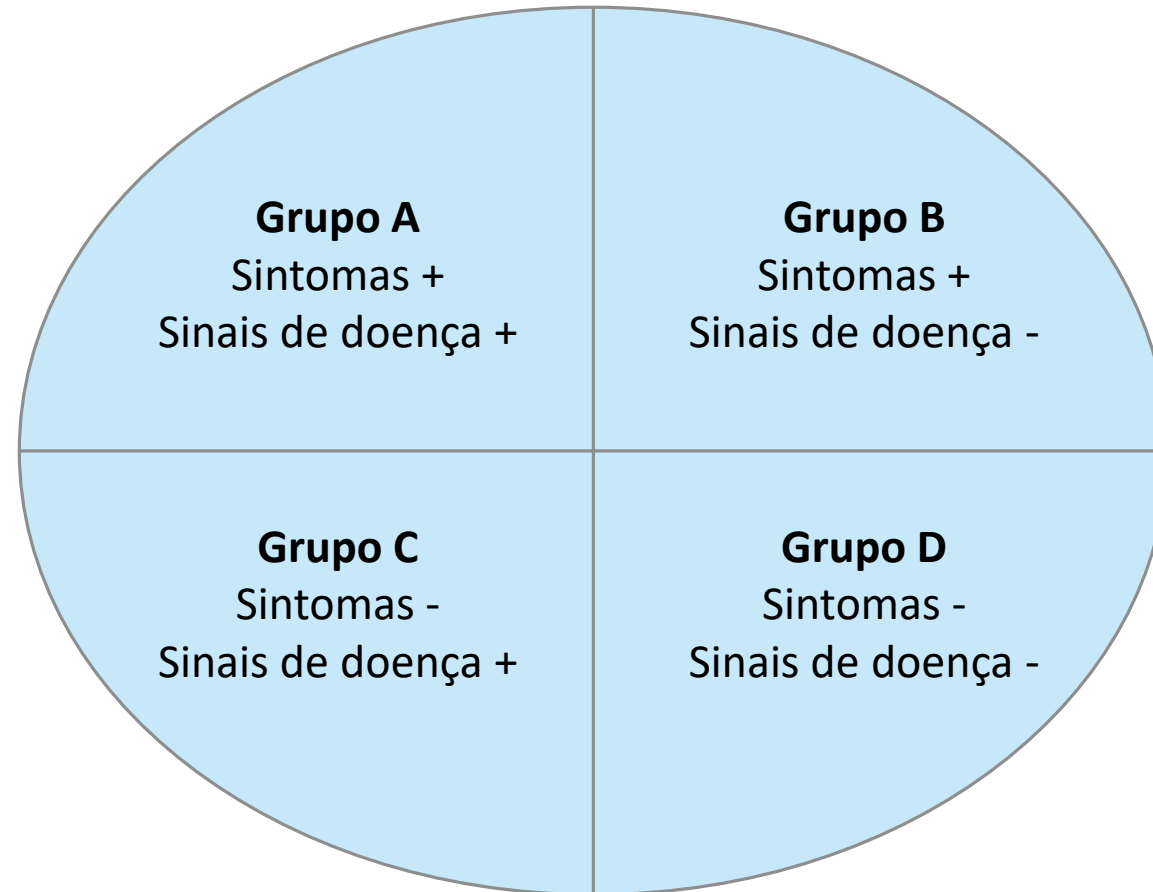 Grupo A
Sintomas +
Sinais de doença +
Grupo B
Sintomas +
Sinais de doença -
Grupo C
Sintomas -
Sinais de doença +
Grupo D
Sintomas -
Sinais de doença -